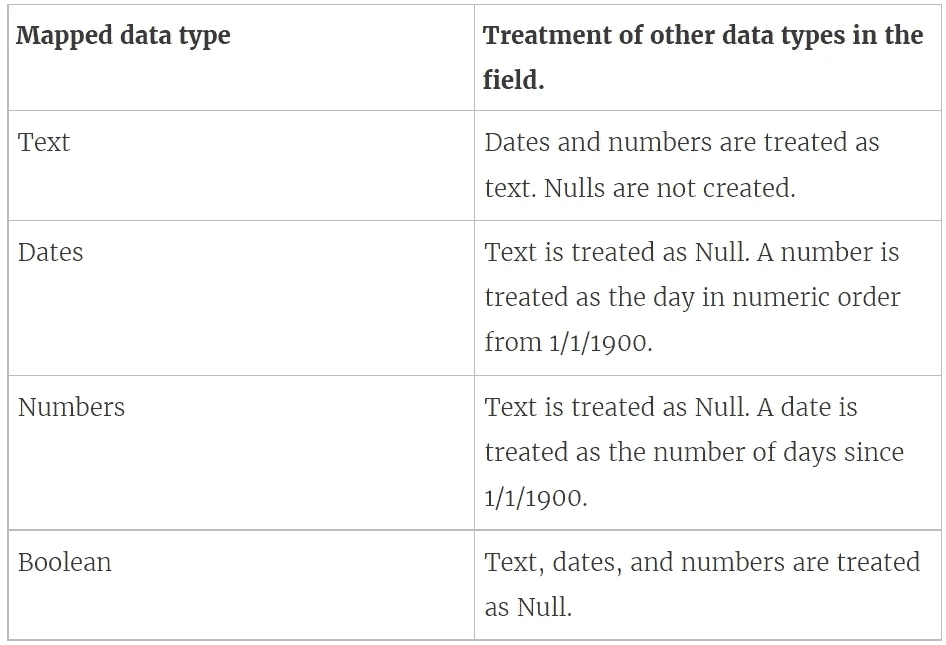 Mapped data type
Treatment of other data types in the
field.
Text
Dates and numbers are treated as
text. Nulls are not created.
Dates
Text is treated as Null. A number is
treated as the day in numeric order
from 1/1/1900.
Numbers
Text is treated as Null. A date is
treated as the number of days since
1/1/1900.
Boolean
Text, dates, and numbers are treated
as Null.